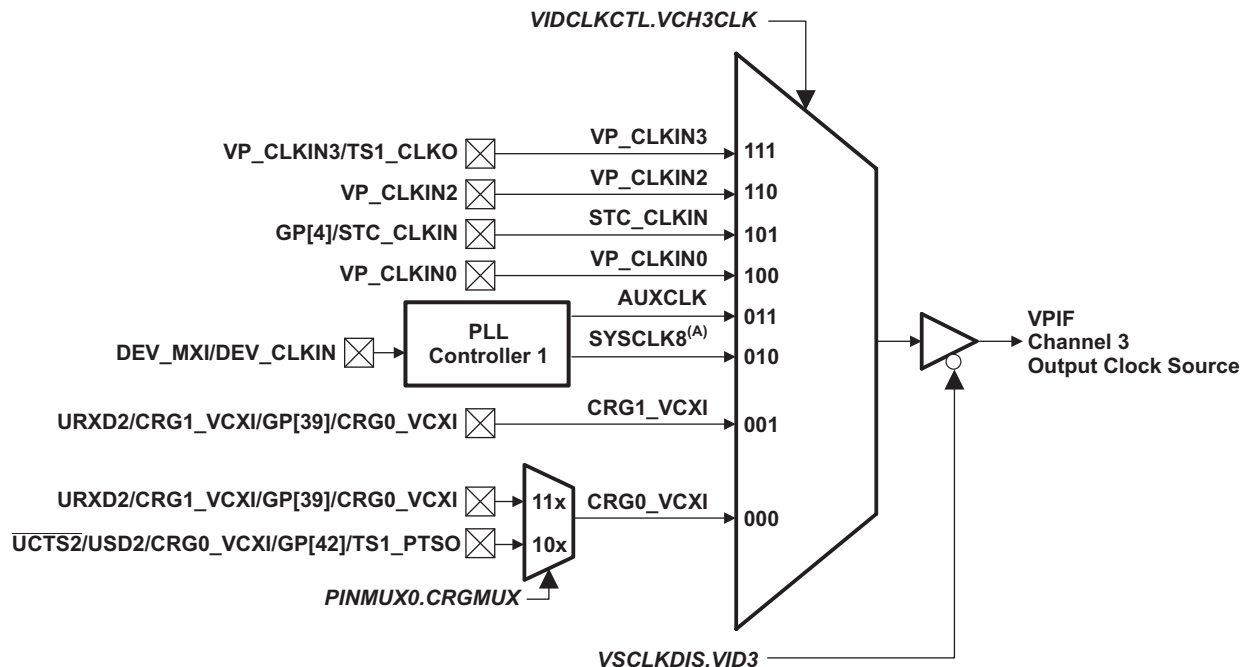 VIDCLKCTL.VCH3CLK
VP_CLKIN3/TS1_CLKO
VP_CLKIN3
111
VP_CLKIN2
VP_CLKIN2
110
GP[4]/STC_CLKIN
STC_CLKIN
101
VP_CLKIN0
VP_CLKIN0
100
AUXCLK
011
DEV_MXI/DEV_CLKIN
PLL
Controller 1
SYSCLK8(A)
010
VPIF
Channel 3
Output Clock Source
URXD2/CRG1_VCXI/GP[39]/CRG0_VCXI
CRG1_VCXI
001
URXD2/CRG1_VCXI/GP[39]/CRG0_VCXI
11x
CRG0_VCXI
000
UCTS2/USD2/CRG0_VCXI/GP[42]/TS1_PTSO
10x
PINMUX0.CRGMUX
VSCLKDIS.VID3